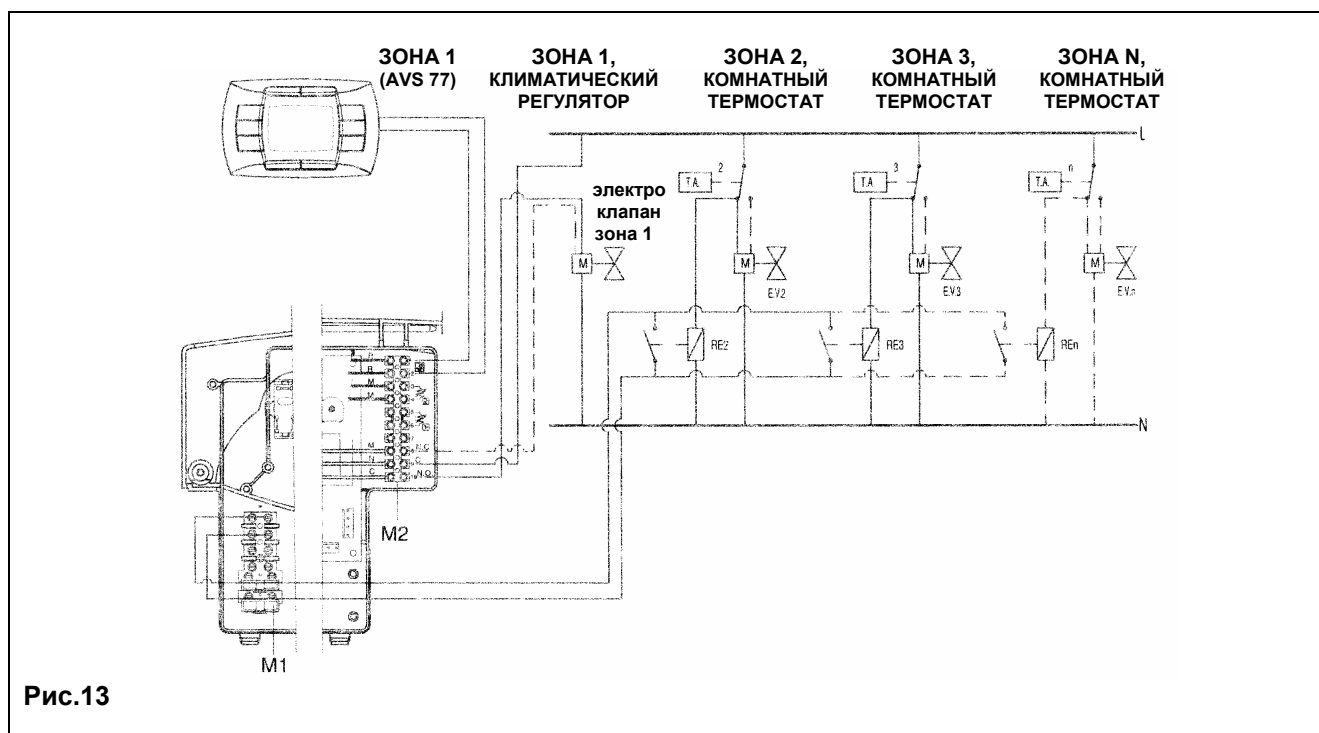 ЗОНА 1
(AVS 77)
ЗОНА 1,
КЛИМАТИЧЕСКИЙ
РЕГУЛЯТОР
ЗОНА 2,
КОМНАТНЫЙ
ТЕРМОСТАТ
ЗОНА 3,
КОМНАТНЫЙ
ТЕРМОСТАТ
ЗОНА N,
КОМНАТНЫЙ
ТЕРМОСТАТ
L
2
T.A.
3
T.A.
n
T.A.
электро
клапан
зона 1
M
M
M
M
E.V.2
E.V.3
E.V.n
RE2
RE3
REn
N
P
R
M
M
M
N.C.
N
C
C
N.O.
M2
M1
Рис.13